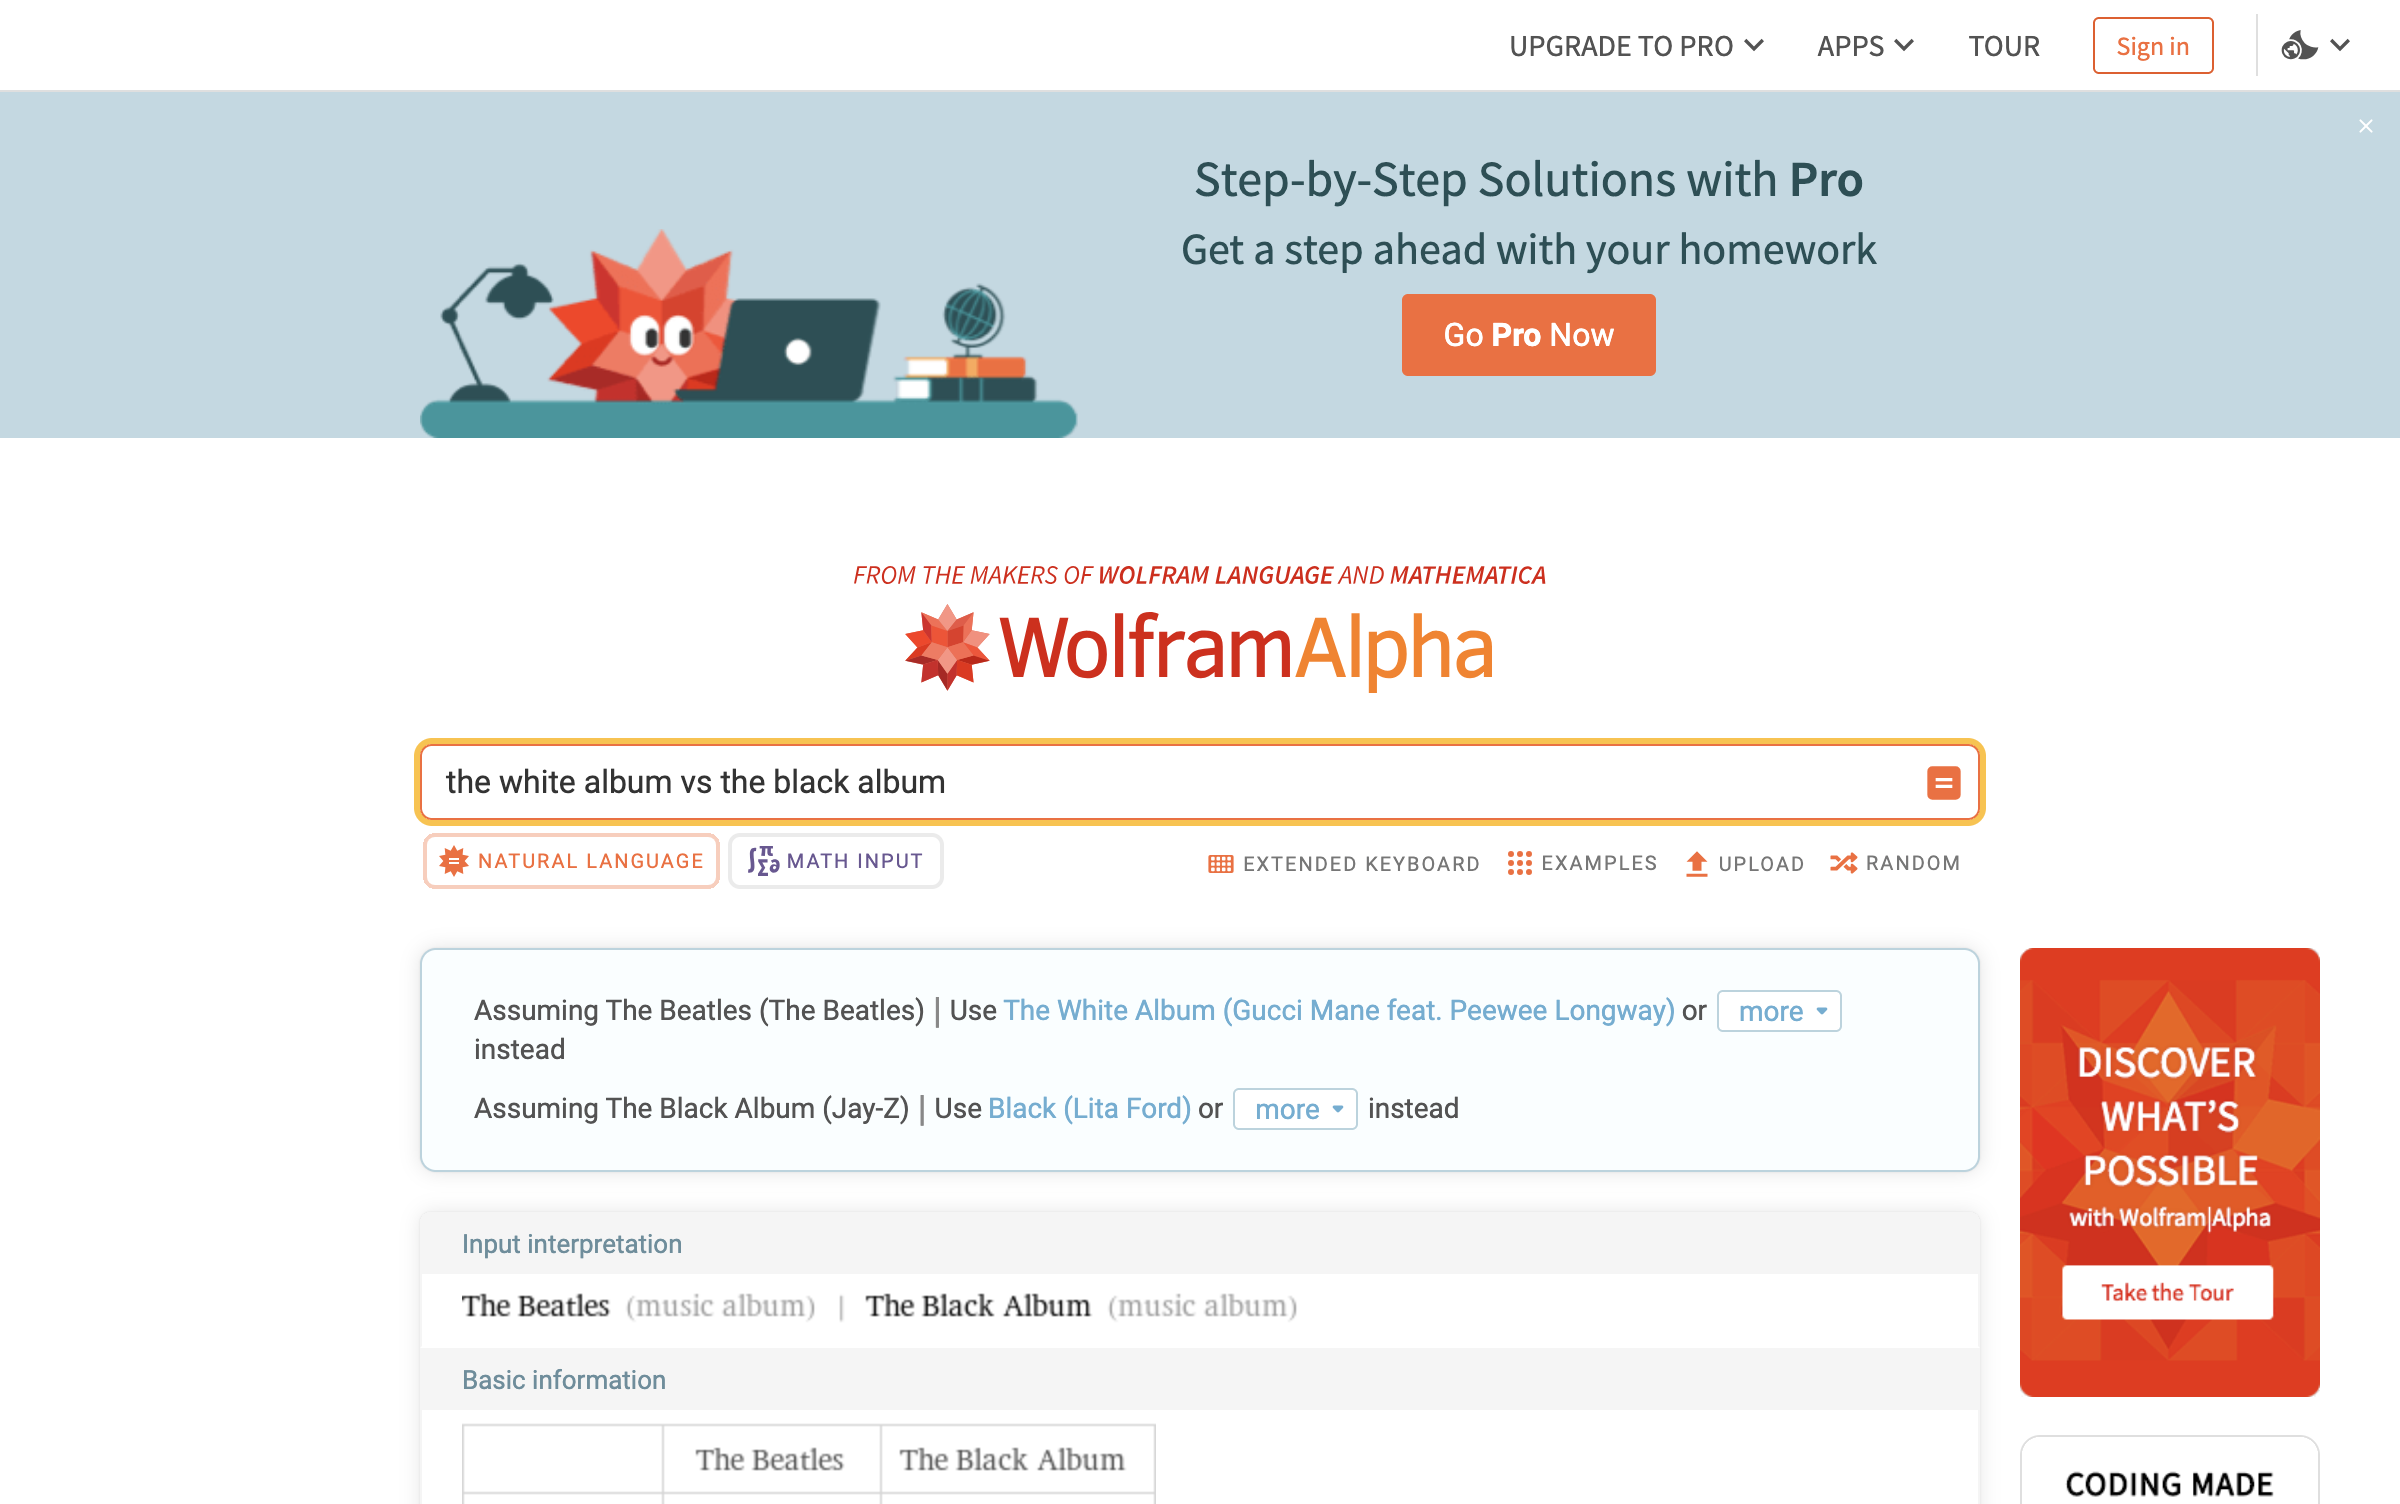 UPGRADE TO PRO APPS TOUR Sign in
Step-by-Step Solutions with Pro
Get a step ahead with your homework
Go Pro Now
FROM THE MAKERS OF WOLFRAM LANGUAGE AND MATHEMATICA
WolframAlpha
the white album vs the black album
NATURAL LANGUAGE MATH INPUT EXTENDED KEYBOARD EXAMPLES UPLOAD RANDOM
Assuming The Beatles (The Beatles) | Use The White Album (Gucci Mane feat. Peewee Longway) or more
instead
Assuming The Black Album (Jay-Z) | Use Black (Lita Ford) or more instead
Input interpretation
The Beatles (music album) | The Black Album (music album)
Basic information
The Beatles The Black Album
DISCOVER
WHAT'S
POSSIBLE
with Wolfram|Alpha
Take the Tour
CODING MADE